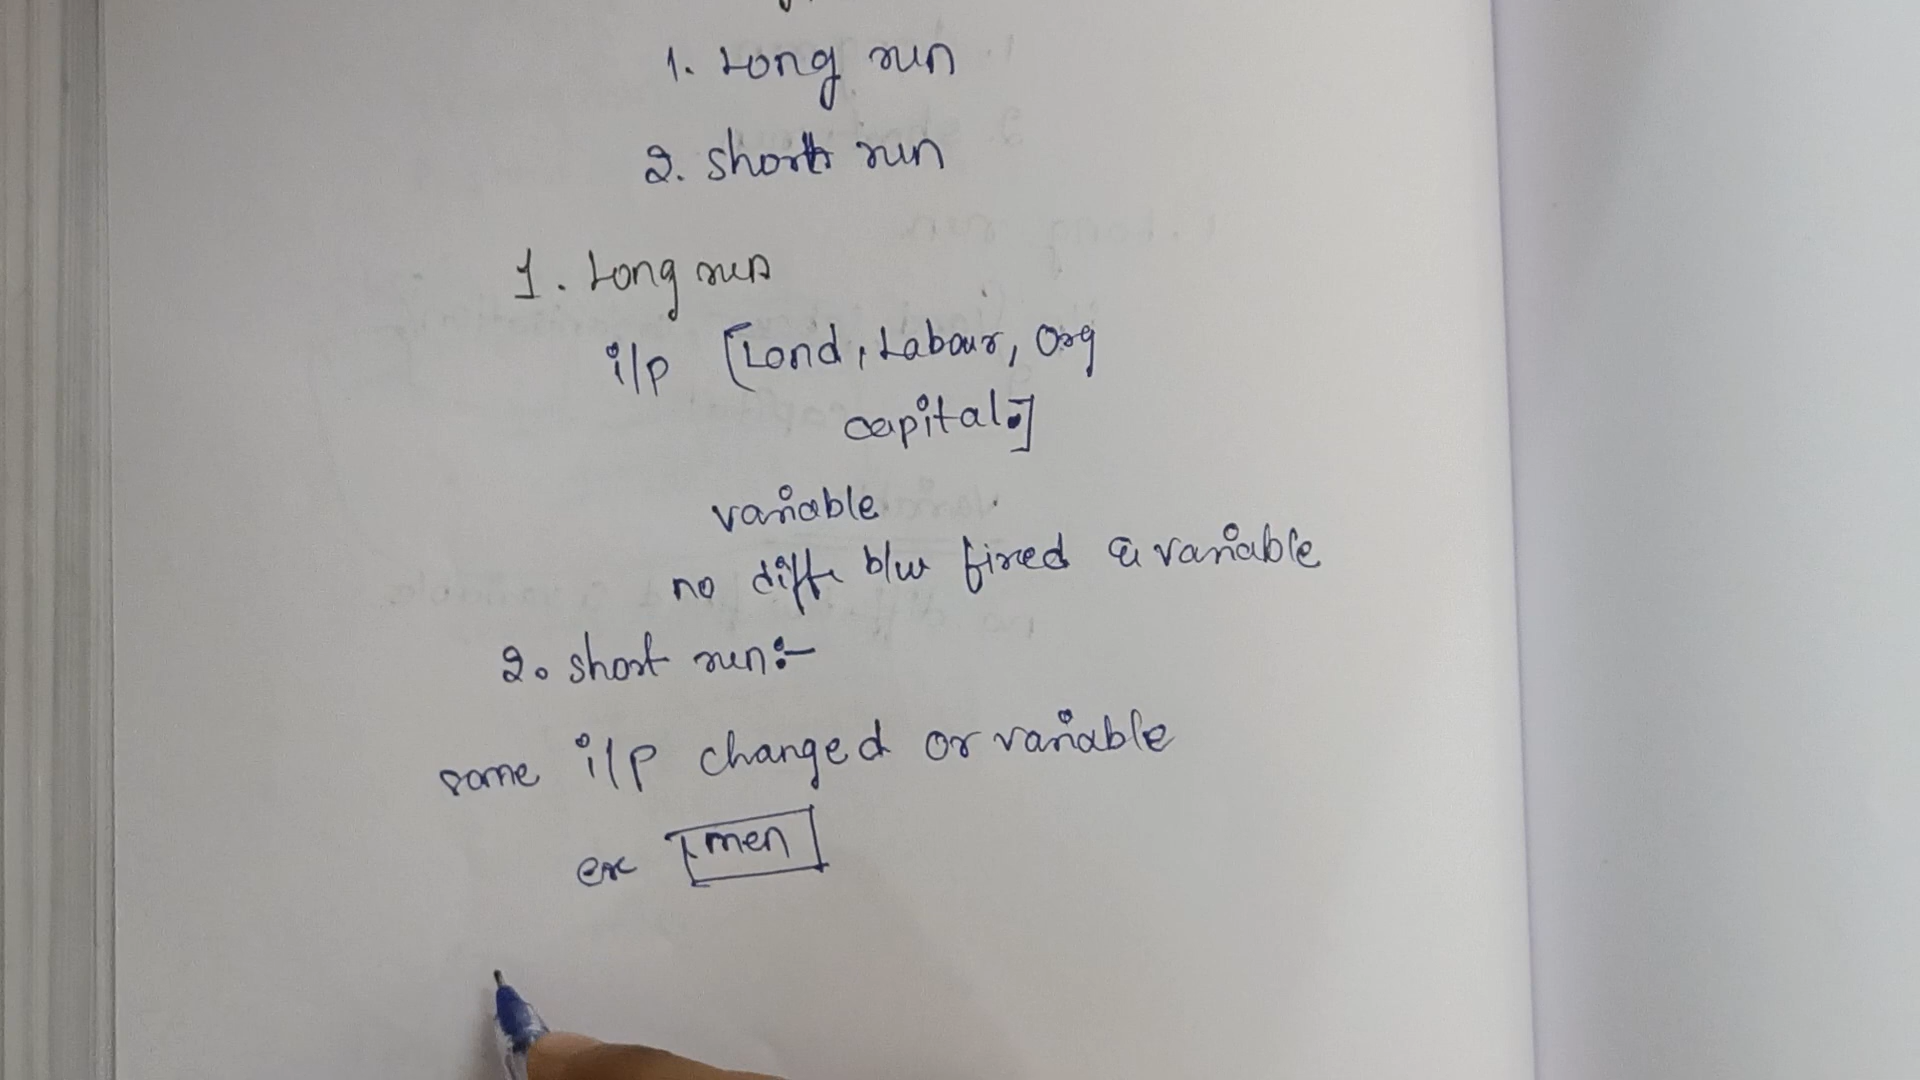 1. Long run
2. short run
1. Long run
i/p [Land, Labour, Org
capital.]
variable
no diff b/w fixed & variable
2. short run:-
some i/p changed or variable
ex men